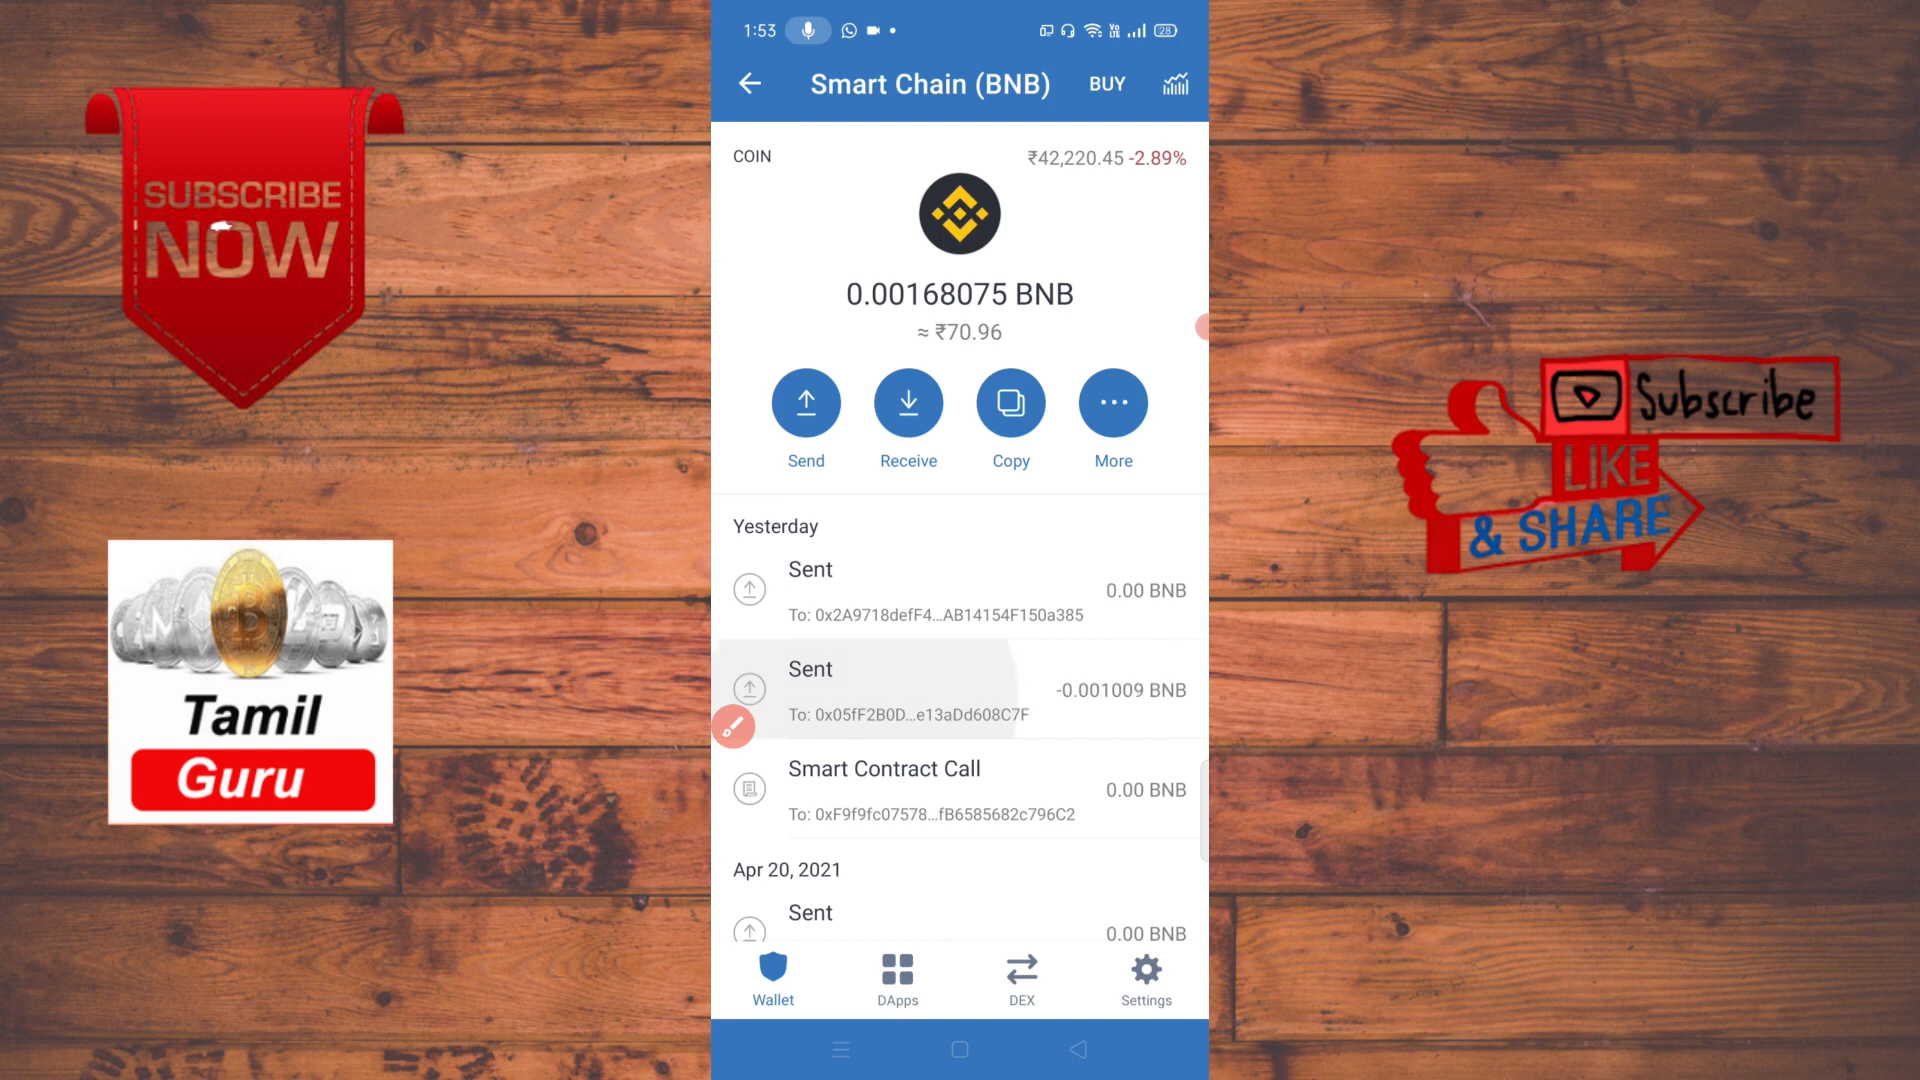 SUBSCRIBE
NOW
Tamil
Guru
1:53
28
Smart Chain (BNB)
BUY
COIN
₹42,220.45 -2.89%
0.00168075 BNB
≈ ₹70.96
Send
Receive
Copy
More
Yesterday
Sent
0.00 BNB
To: 0x2A9718defF4...AB14154F150a385
Sent
-0.001009 BNB
To: 0x05fF2B0D...e13aDd608C7F
Smart Contract Call
0.00 BNB
To: 0xF9f9fc07578...fB6585682c796C2
Apr 20, 2021
Sent
0.00 BNB
Wallet
DApps
DEX
Settings
Subscribe
LIKE
& SHARE